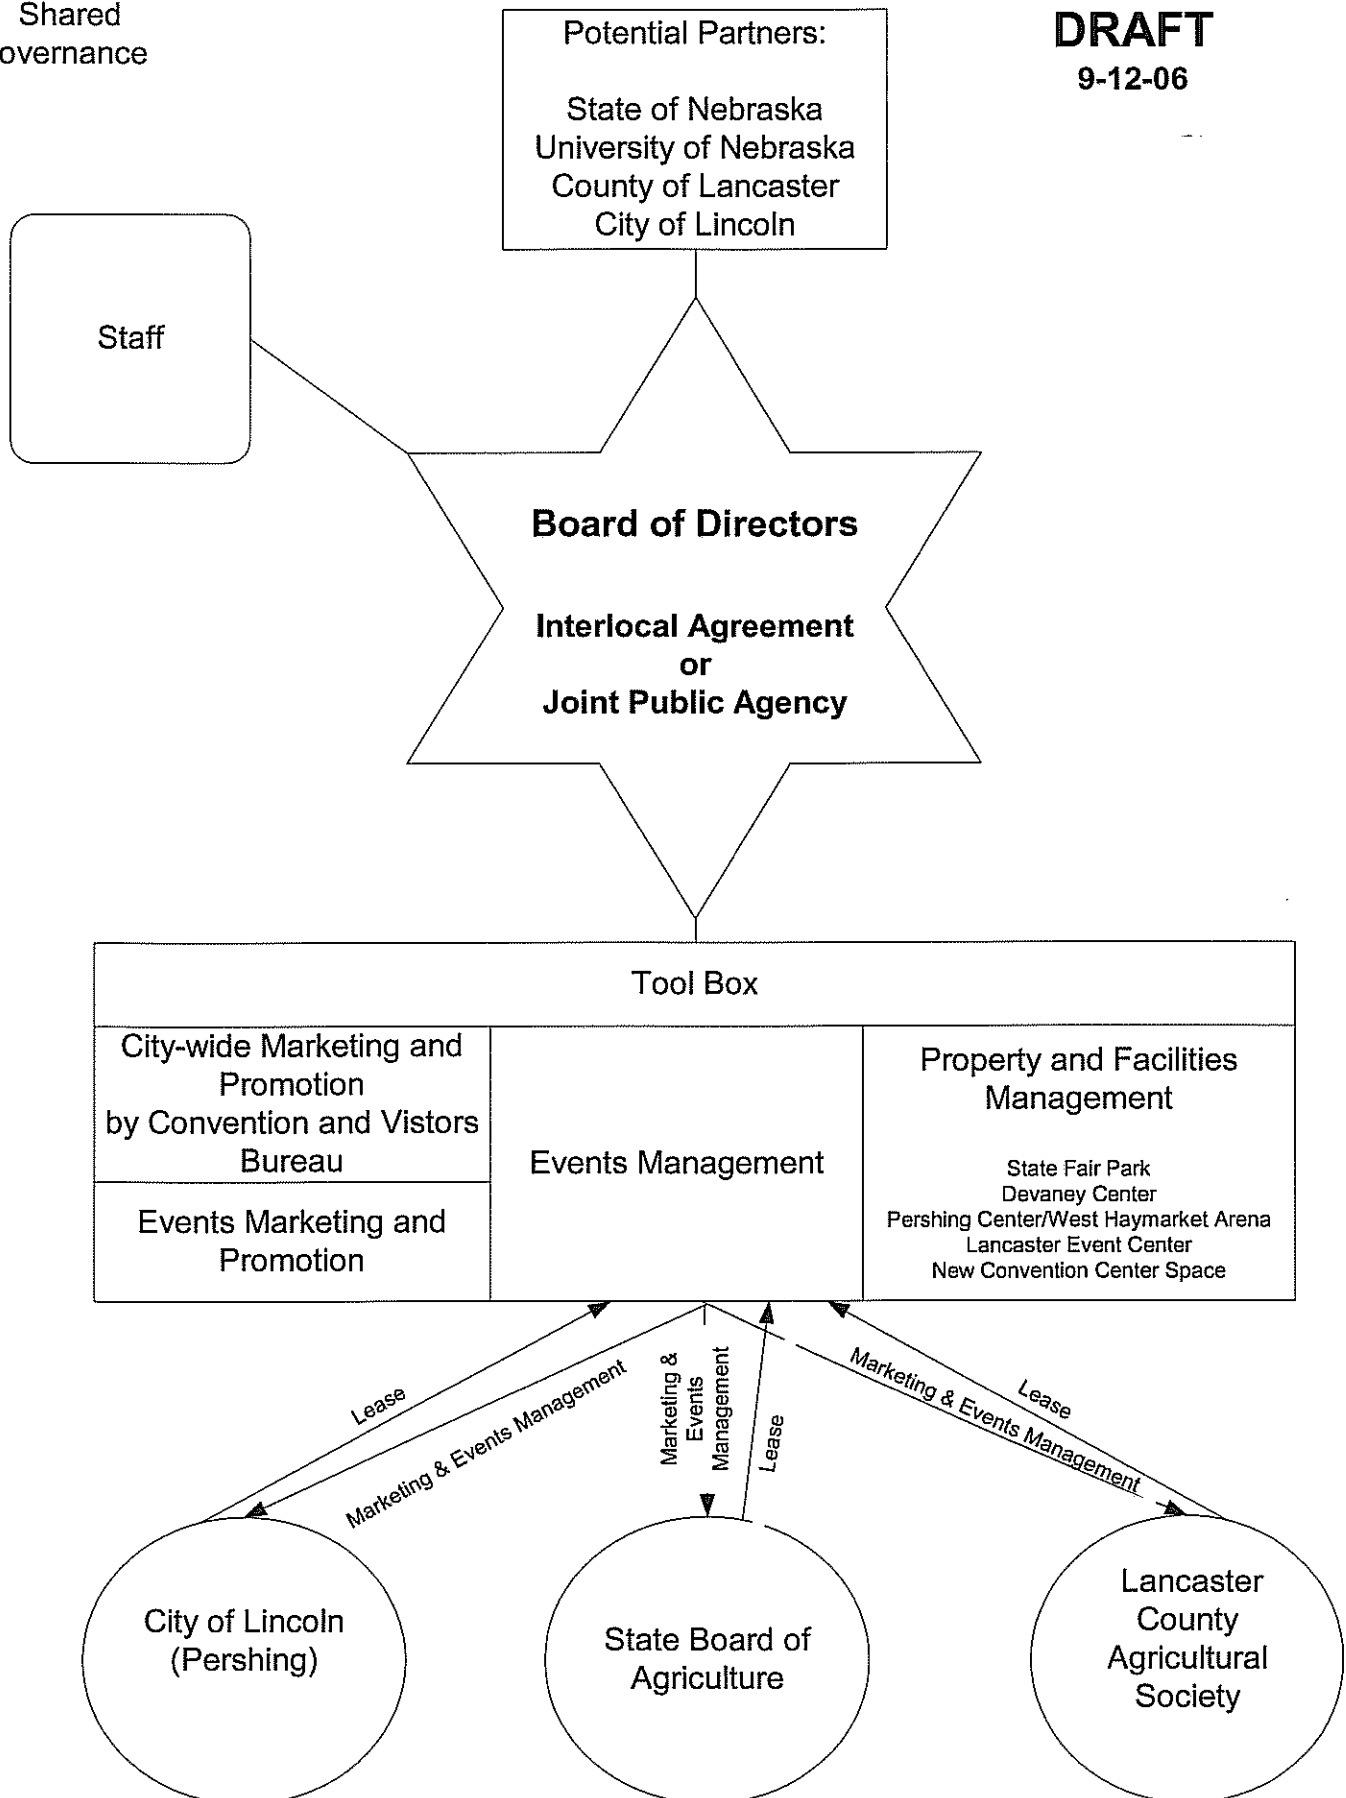 Shared
overnance
DRAFT
9-12-06
Potential Partners:
State of Nebraska
University of Nebraska
County of Lancaster
City of Lincoln
Staff
Board of Directors
Interlocal Agreement
or
Joint Public Agency
Tool Box
City-wide Marketing and
Promotion
by Convention and Vistors
Bureau
Events Marketing and
Promotion
Events Management
Property and Facilities
Management
State Fair Park
Devaney Center
Pershing Center/West Haymarket Arena
Lancaster Event Center
New Convention Center Space
Lease
Marketing & Events Management
Marketing &
Events
Management
Lease
Marketing & Events Management
Lease
City of Lincoln
(Pershing)
State Board of
Agriculture
Lancaster
County
Agricultural
Society